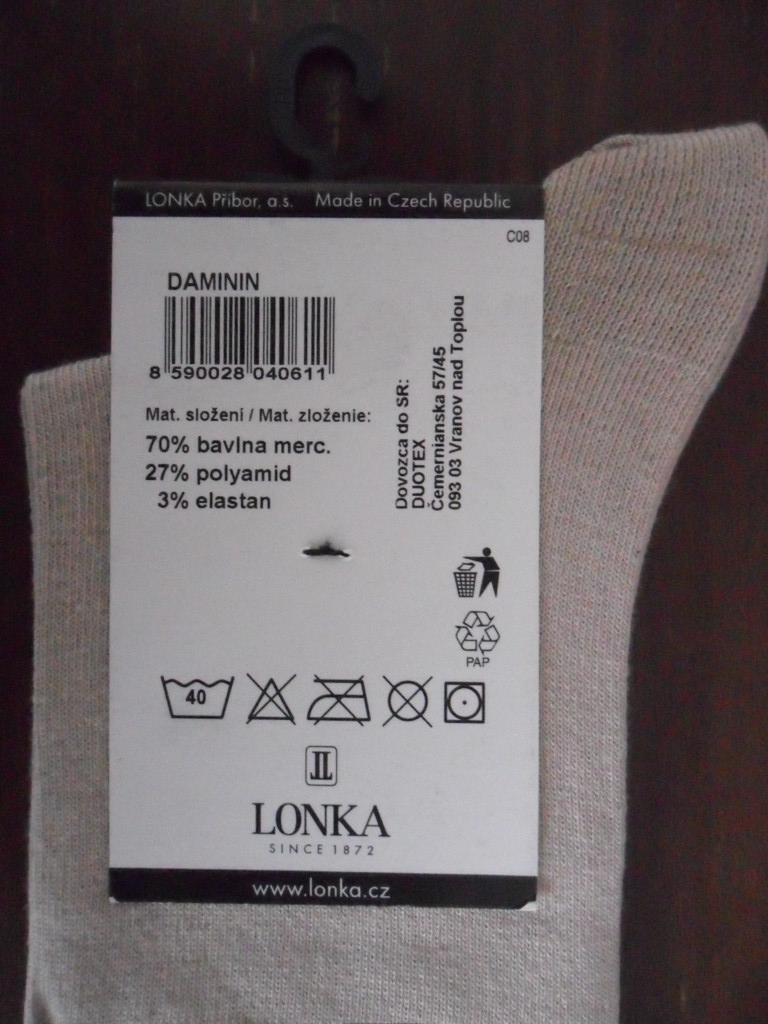 LONKA Příbor, a.s. Made in Czech Republic
C08
DAMININ
8 590028 040611
Mat. složení / Mat. zloženie:
70% bavlna merc.
27% polyamid
3% elastan
Dovozca do SR:
DUOTEX
Čemernianska 57/45
093 03 Vranov nad Toplou
PAP
40
LONKA
SINCE 1872
www.lonka.cz